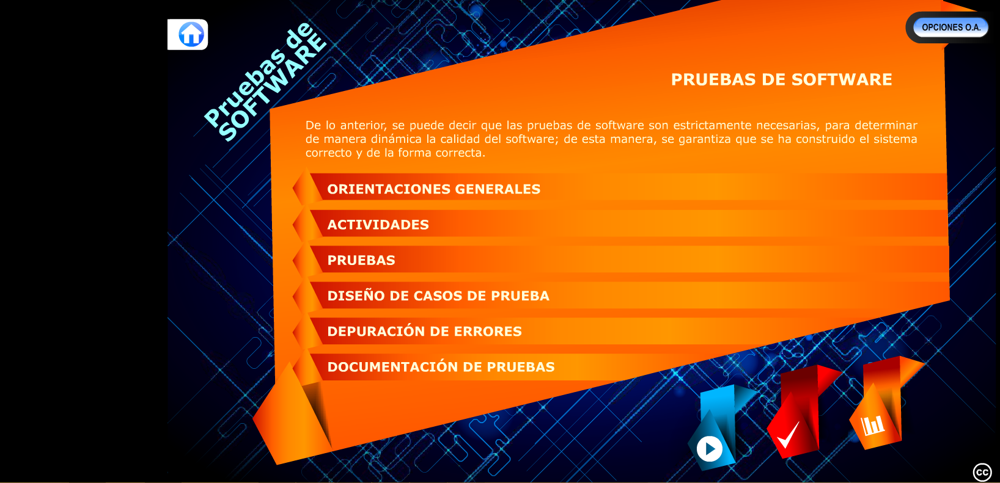 Pruebas de
SOFTWARE
OPCIONES O.A.
PRUEBAS DE SOFTWARE
De lo anterior, se puede decir que las pruebas de software son estrictamente necesarias, para determinar
de manera dinámica la calidad del software; de esta manera, se garantiza que se ha construido el sistema
correcto y de la forma correcta.
ORIENTACIONES GENERALES
ACTIVIDADES
PRUEBAS
DISEÑO DE CASOS DE PRUEBA
DEPURACIÓN DE ERRORES
DOCUMENTACIÓN DE PRUEBAS
cc